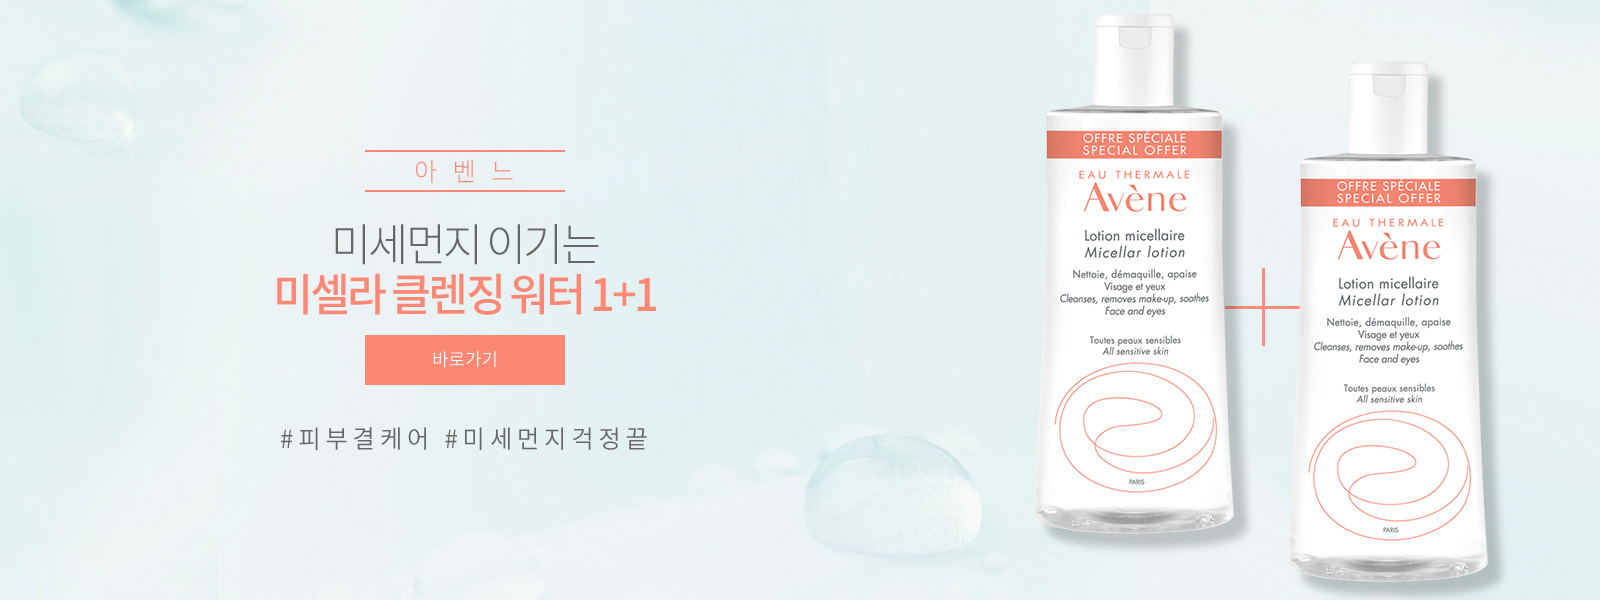 아벤느
미세먼지 이기는
미셀라 클렌징 워터 1+1
바로가기
#피부결케어 #미세먼지걱정끝
OFFRE SPÉCIALE
SPECIAL OFFER
EAU THERMALE
Avène
Lotion micellaire
Micellar lotion
Nettoie, démaquille, apaise
Visage et yeux
Cleanses, removes make-up, soothes
Face and eyes
Toutes peaux sensibles
All sensitive skin
PARIS
OFFRE SPÉCIALE
SPECIAL OFFER
EAU THERMALE
Avène
Lotion micellaire
Micellar lotion
Nettoie, démaquille, apaise
Visage et yeux
Cleanses, removes make-up, soothes
Face and eyes
Toutes peaux sensibles
All sensitive skin
PARIS